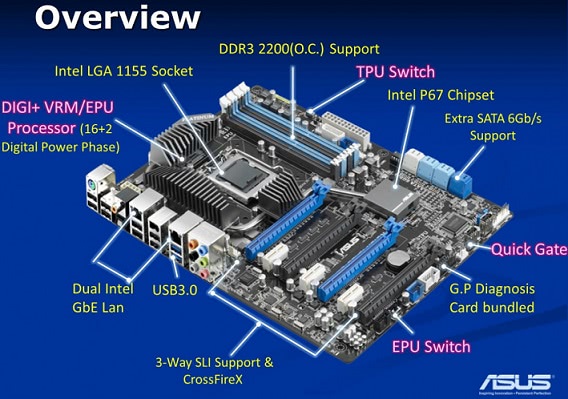 Overview
DDR3 2200(O.C.) Support
Intel LGA 1155 Socket
TPU Switch
Intel P67 Chipset
DIGI+ VRM/EPU
Processor (16+2
Digital Power Phase)
Extra SATA 6Gb/s
Support
Quick Gate
Dual Intel
GbE Lan
USB3.0
G.P Diagnosis
Card bundled
EPU Switch
3-Way SLI Support &
CrossFireX
ASUS
ASUS
Inspiring Innovation • Persistent Perfection